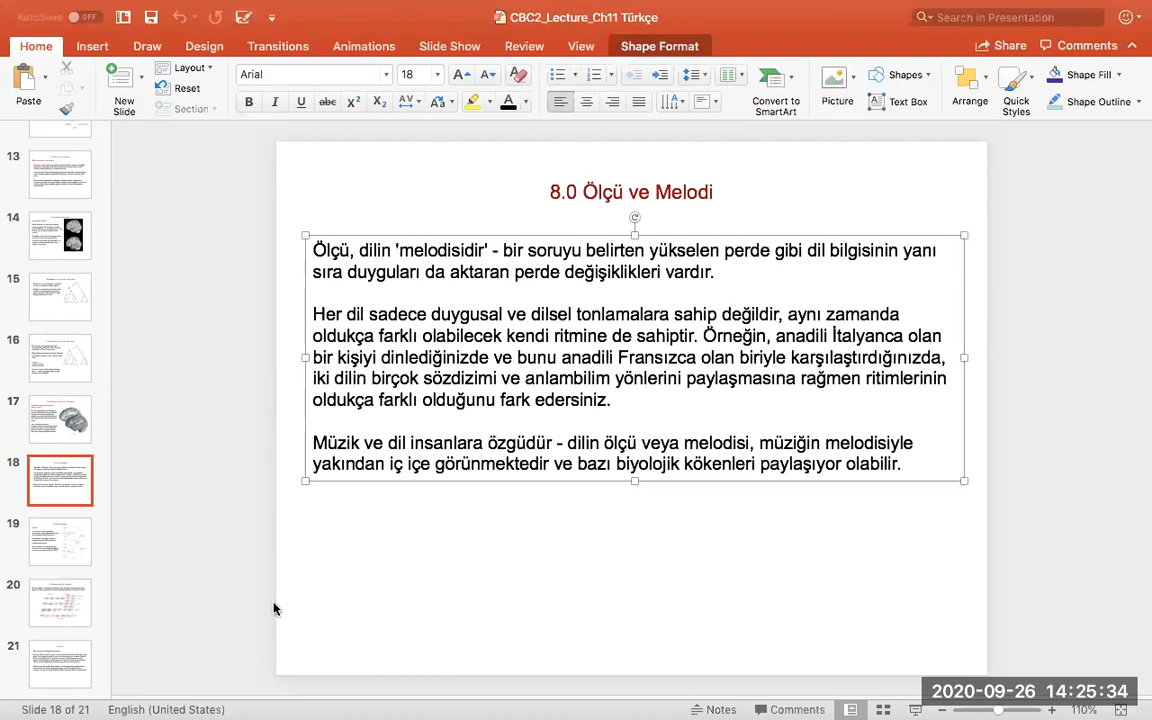 AutoSave OFF
CBC2_Lecture_Ch11 Türkçe
Search in Presentation
Home Insert Draw Design Transitions Animations Slide Show Review View Shape Format Share Comments
Paste
New Slide
Layout
Reset
Section
Arial 18
Convert to SmartArt
Picture
Shapes
Text Box
Arrange
Quick Styles
Shape Fill
Shape Outline
8.0 Ölçü ve Melodi
Ölçü, dilin 'melodisidir' - bir soruyu belirten yükselen perde gibi dil bilgisinin yanı
sıra duyguları da aktaran perde değişiklikleri vardır.
Her dil sadece duygusal ve dilsel tonlamalara sahip değildir, aynı zamanda
oldukça farklı olabilecek kendi ritmine de sahiptir. Örneğin, anadili İtalyanca olan
bir kişiyi dinlediğinizde ve bunu anadili Fransızca olan biriyle karşılaştırdığınızda,
iki dilin birçok sözdizimi ve anlambilim yönlerini paylaşmasına rağmen ritimlerinin
oldukça farklı olduğunu fark edersiniz.
Müzik ve dil insanlara özgüdür - dilin ölçü veya melodisi, müziğin melodisiyle
yakından iç içe görünmektedir ve bazı biyolojik kökenleri paylaşıyor olabilir.
13
14
15
16
17
18
19
20
21
2020-09-26 14:25:34
Slide 18 of 21 English (United States) Notes Comments 110%